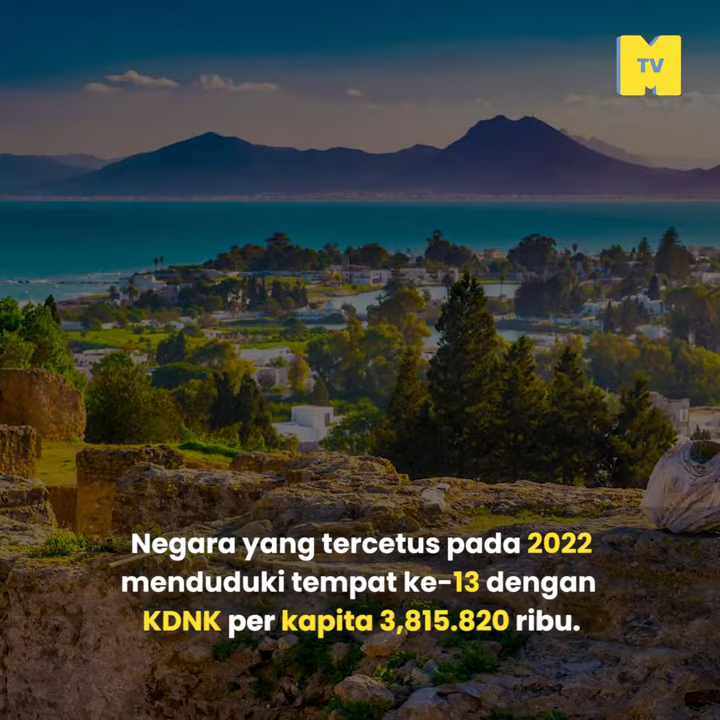 TV
Negara yang tercetus pada 2022
menduduki tempat ke-13 dengan
KDNK per kapita 3,815.820 ribu.